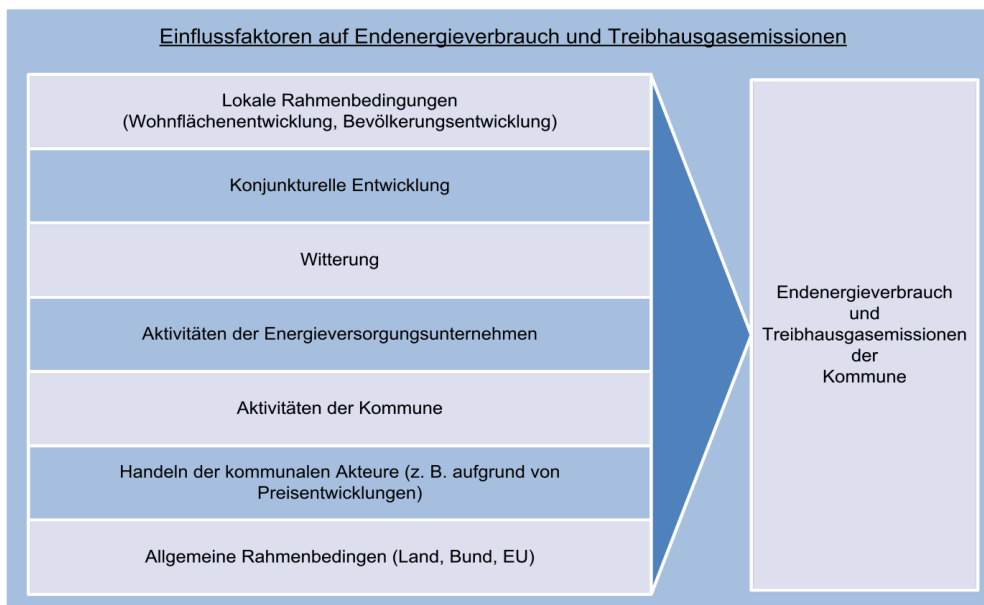 Einflussfaktoren auf Endenergieverbrauch und Treibhausgasemissionen
Lokale Rahmenbedingungen
(Wohnflächenentwicklung, Bevölkerungsentwicklung)
Konjunkturelle Entwicklung
Witterung
Aktivitäten der Energieversorgungsunternehmen
Aktivitäten der Kommune
Handeln der kommunalen Akteure (z. B. aufgrund von
Preisentwicklungen)
Allgemeine Rahmenbedingen (Land, Bund, EU)
Endenergieverbrauch
und
Treibhausgasemissionen
der
Kommune